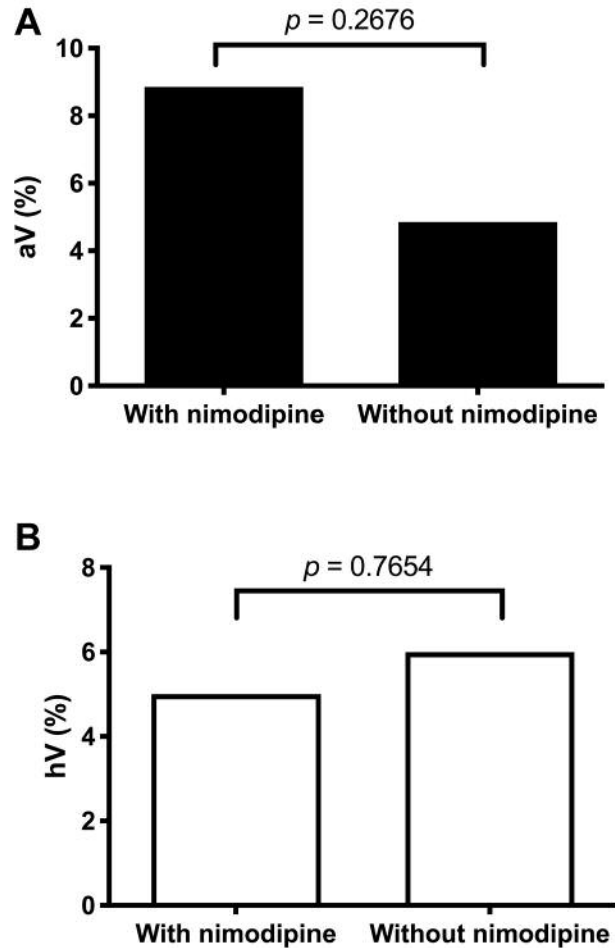 A
p = 0.2676
10
8
6
4
2
0
aV (%)
With nimodipine
Without nimodipine
B
p = 0.7654
8
6
4
2
0
hV (%)
With nimodipine
Without nimodipine